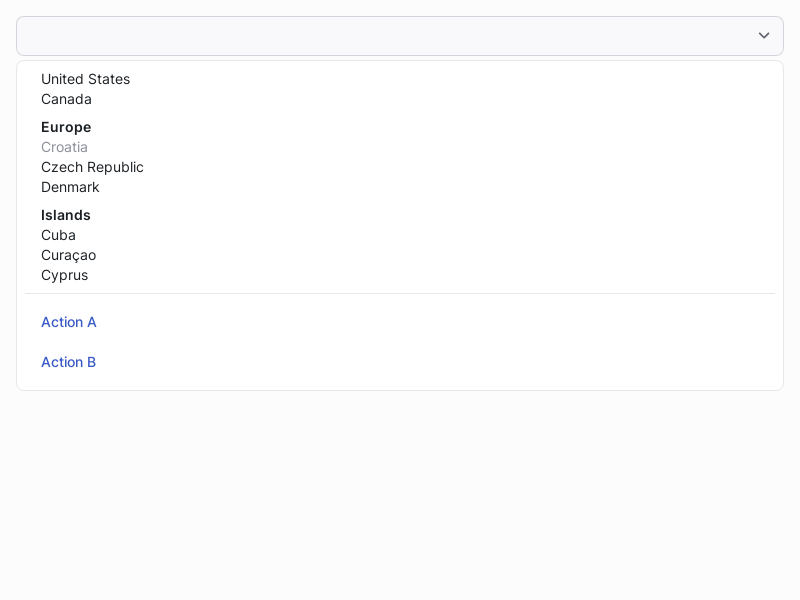 United States
Canada
Europe
Croatia
Czech Republic
Denmark
Islands
Cuba
Curaçao
Cyprus
Action A
Action B